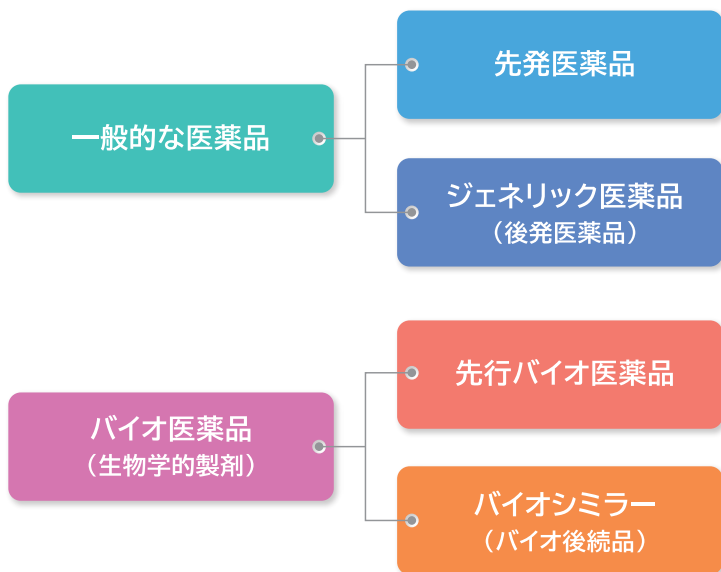 一般的な医薬品
先発医薬品
ジェネリック医薬品
（後発医薬品）
バイオ医薬品
（生物学的製剤）
先行バイオ医薬品
バイオシミラー
（バイオ後続品）